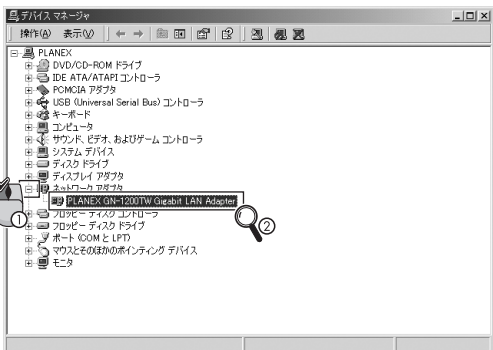 デバイス マネージャ
操作(A) 表示(V)
PLANEX
DVD/CD-ROM ドライブ
IDE ATA/ATAPI コントローラ
PCMCIA アダプタ
USB (Universal Serial Bus) コントローラ
キーボード
コンピュータ
サウンド、ビデオ、およびゲーム コントローラ
システム デバイス
ディスク ドライブ
ディスプレイ アダプタ
ネットワーク アダプタ
PLANEX GN-1200TW Gigabit LAN Adapter
①
②
フロッピー ディスク コントローラ
フロッピー ディスク ドライブ
ポート (COM と LPT)
マウスとそのほかのポインティング デバイス
モニタ